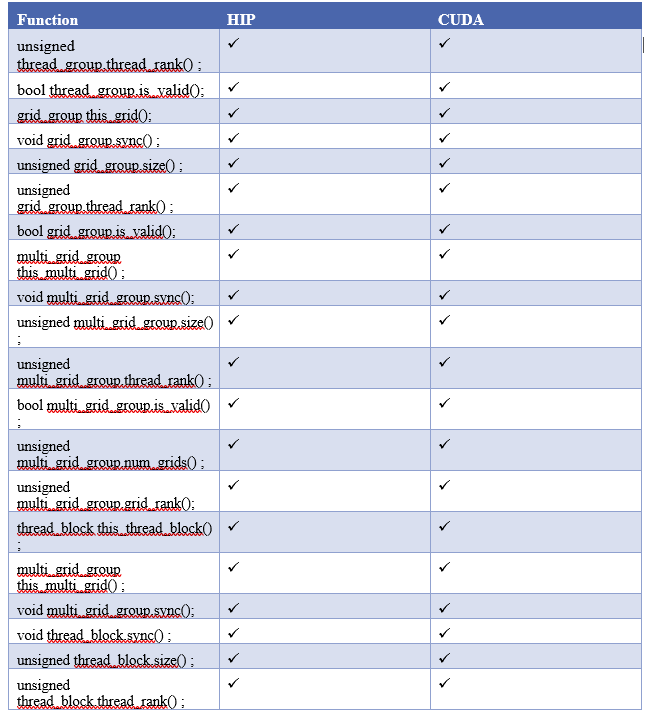 Function HIP CUDA
unsigned
thread_group.thread_rank() ; ✓ ✓
bool thread_group.is_valid(); ✓ ✓
grid_group this_grid(); ✓ ✓
void grid_group.sync() ; ✓ ✓
unsigned grid_group.size() ; ✓ ✓
unsigned
grid_group.thread_rank() ; ✓ ✓
bool grid_group.is_valid(); ✓ ✓
multi_grid_group
this_multi_grid() ; ✓ ✓
void multi_grid_group.sync(); ✓ ✓
unsigned multi_grid_group.size()
; ✓ ✓
unsigned
multi_grid_group.thread_rank() ; ✓ ✓
bool multi_grid_group.is_valid()
; ✓ ✓
unsigned
multi_grid_group.num_grids() ; ✓ ✓
unsigned
multi_grid_group.grid_rank(); ✓ ✓
thread_block this_thread_block()
; ✓ ✓
multi_grid_group
this_multi_grid() ; ✓ ✓
void multi_grid_group.sync(); ✓ ✓
void thread_block.sync() ; ✓ ✓
unsigned thread_block.size() ; ✓ ✓
unsigned
thread_block.thread_rank() ; ✓ ✓